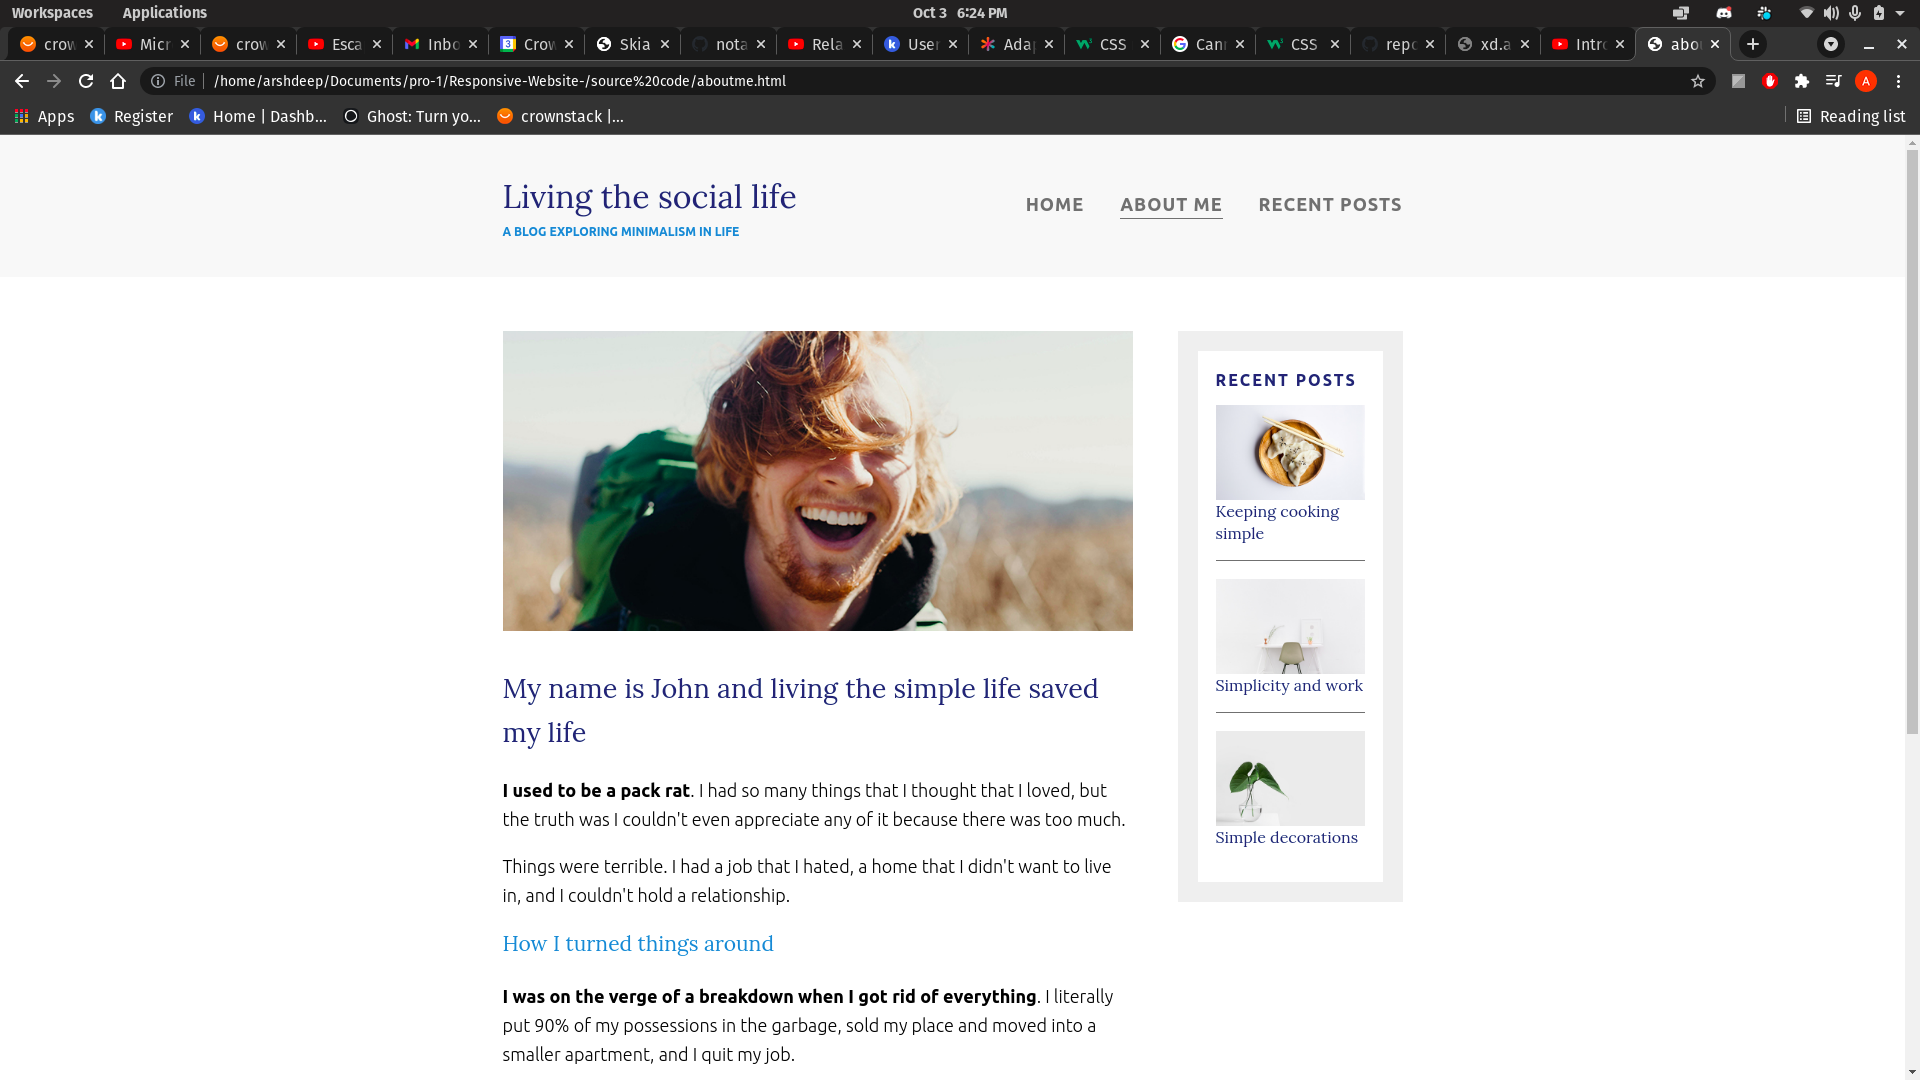 Workspaces Applications Oct 3 6:24 PM
crow Micr crow Esca Inbo Crow Skia nota Rela User Adap CSS Cann CSS repo xd.a Intro abou
File /home/arshdeep/Documents/pro-1/Responsive-Website-/source%20code/aboutme.html A
Apps Register Home | Dashb... Ghost: Turn yo... crownstack |... Reading list
Living the social life
A BLOG EXPLORING MINIMALISM IN LIFE
HOME ABOUT ME RECENT POSTS
My name is John and living the simple life saved
my life
I used to be a pack rat. I had so many things that I thought that I loved, but
the truth was I couldn't even appreciate any of it because there was too much.
Things were terrible. I had a job that I hated, a home that I didn't want to live
in, and I couldn't hold a relationship.
How I turned things around
I was on the verge of a breakdown when I got rid of everything. I literally
put 90% of my possessions in the garbage, sold my place and moved into a
smaller apartment, and I quit my job.
RECENT POSTS
Keeping cooking
simple
Simplicity and work
Simple decorations